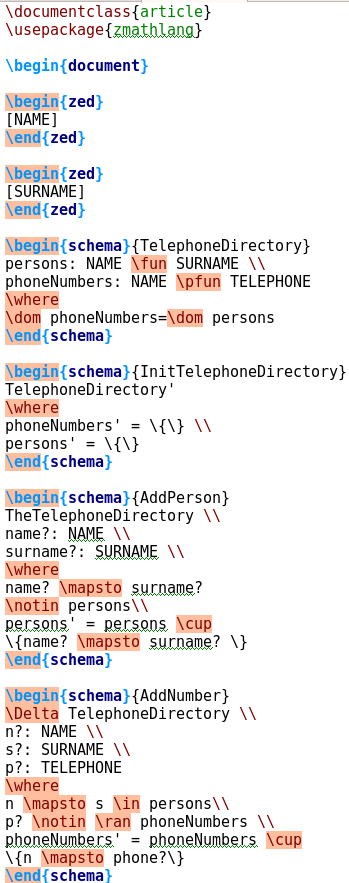 \documentclass{article}
\usepackage{zmathlang}
\begin{document}
\begin{zed}
[NAME]
\end{zed}
\begin{zed}
[SURNAME]
\end{zed}
\begin{schema}{TelephoneDirectory}
persons: NAME \fun SURNAME \\
phoneNumbers: NAME \pfun TELEPHONE
\where
\dom phoneNumbers=\dom persons
\end{schema}
\begin{schema}{InitTelephoneDirectory}
TelephoneDirectory'
\where
phoneNumbers' = \{\} \\
persons' = \{\}
\end{schema}
\begin{schema}{AddPerson}
TheTelephoneDirectory \\
name?: NAME \\
surname?: SURNAME \\
\where
name? \mapsto surname?
\notin persons\\
persons' = persons \cup
\{name? \mapsto surname? \}
\end{schema}
\begin{schema}{AddNumber}
\Delta TelephoneDirectory \\
n?: NAME \\
s?: SURNAME \\
p?: TELEPHONE
\where
n \mapsto s \in persons\\
p? \notin \ran phoneNumbers \\
phoneNumbers' = phoneNumbers \cup
\{n \mapsto phone?\}
\end{schema}